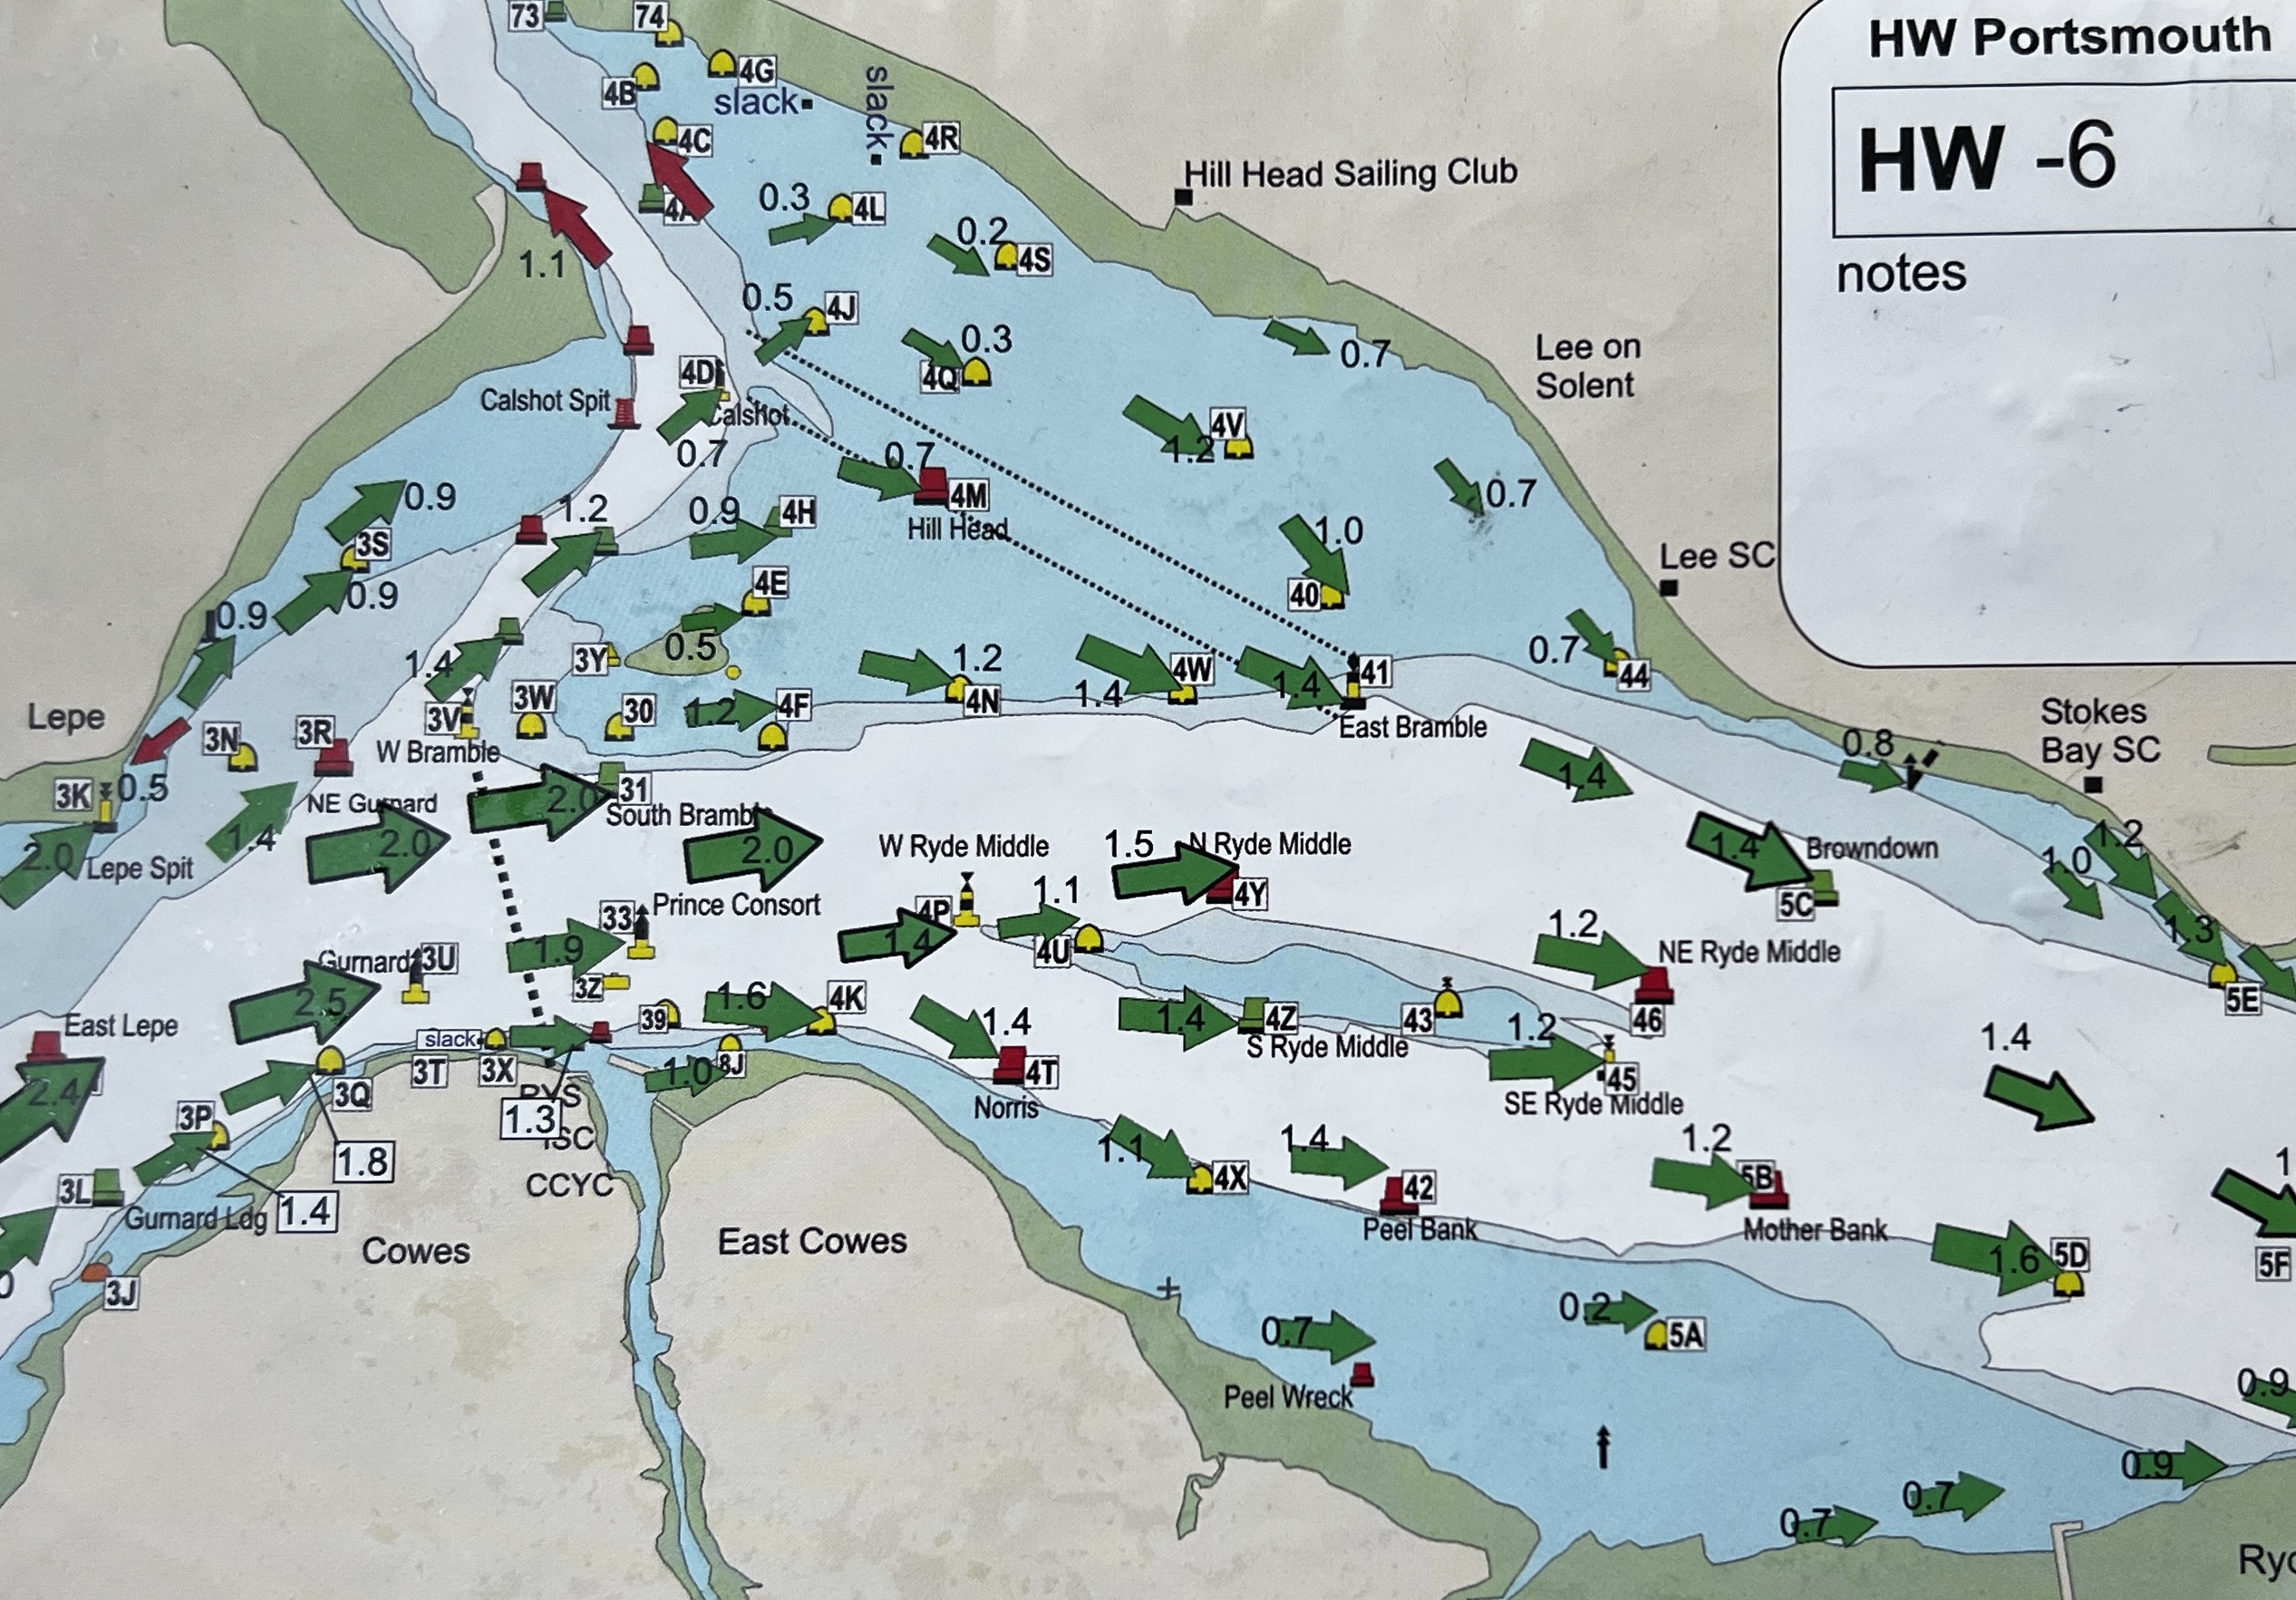 73
74
4G
4B
slack
slack
HW Portsmouth
4C
4R
HW -6
Hill Head Sailing Club
4A
0.3
4L
0.2
4S
1.1
notes
0.5
4J
0.3
0.7
Lee on
Solent
4D
4Q
Calshot Spit
Calshot
4V
1.2
0.7
0.7
4M
0.9
0.7
1.2
0.9
4H
Hill Head
1.0
3S
Lee SC
0.9
4E
40
0.9
0.5
1.4
3Y
1.2
4W
41
0.7
44
4N
1.4
1.4
Lepe
3N
3R
3V
3W
30
1.2
4F
East Bramble
Stokes
Bay SC
W Bramble
0.8
3K
0.5
NE Gurnard
2.0
31
South Bramble
1.4
2.0
Lepe Spit
1.4
2.0
2.0
W Ryde Middle
1.5
N Ryde Middle
1.4
Browndown
1.2
1.0
4Y
33
Prince Consort
4P
1.1
5C
1.3
Gurnard
3U
1.9
1.4
4U
1.2
NE Ryde Middle
2.5
3Z
5E
1.6
4K
East Lepe
slack
39
1.4
1.4
4Z
43
1.2
46
1.4
S Ryde Middle
2.4
3T
3X
8J
1.0
4T
45
3Q
RYS
1.3
Norris
SE Ryde Middle
3P
ISC
1.1
1.4
1.2
1.8
3L
CCYC
4X
42
5B
1
Gurnard Ldg
1.4
Peel Bank
Mother Bank
Cowes
East Cowes
1.6
5D
5F
3J
0.7
0.2
5A
0.9
Peel Wreck
0.9
0.7
0.7